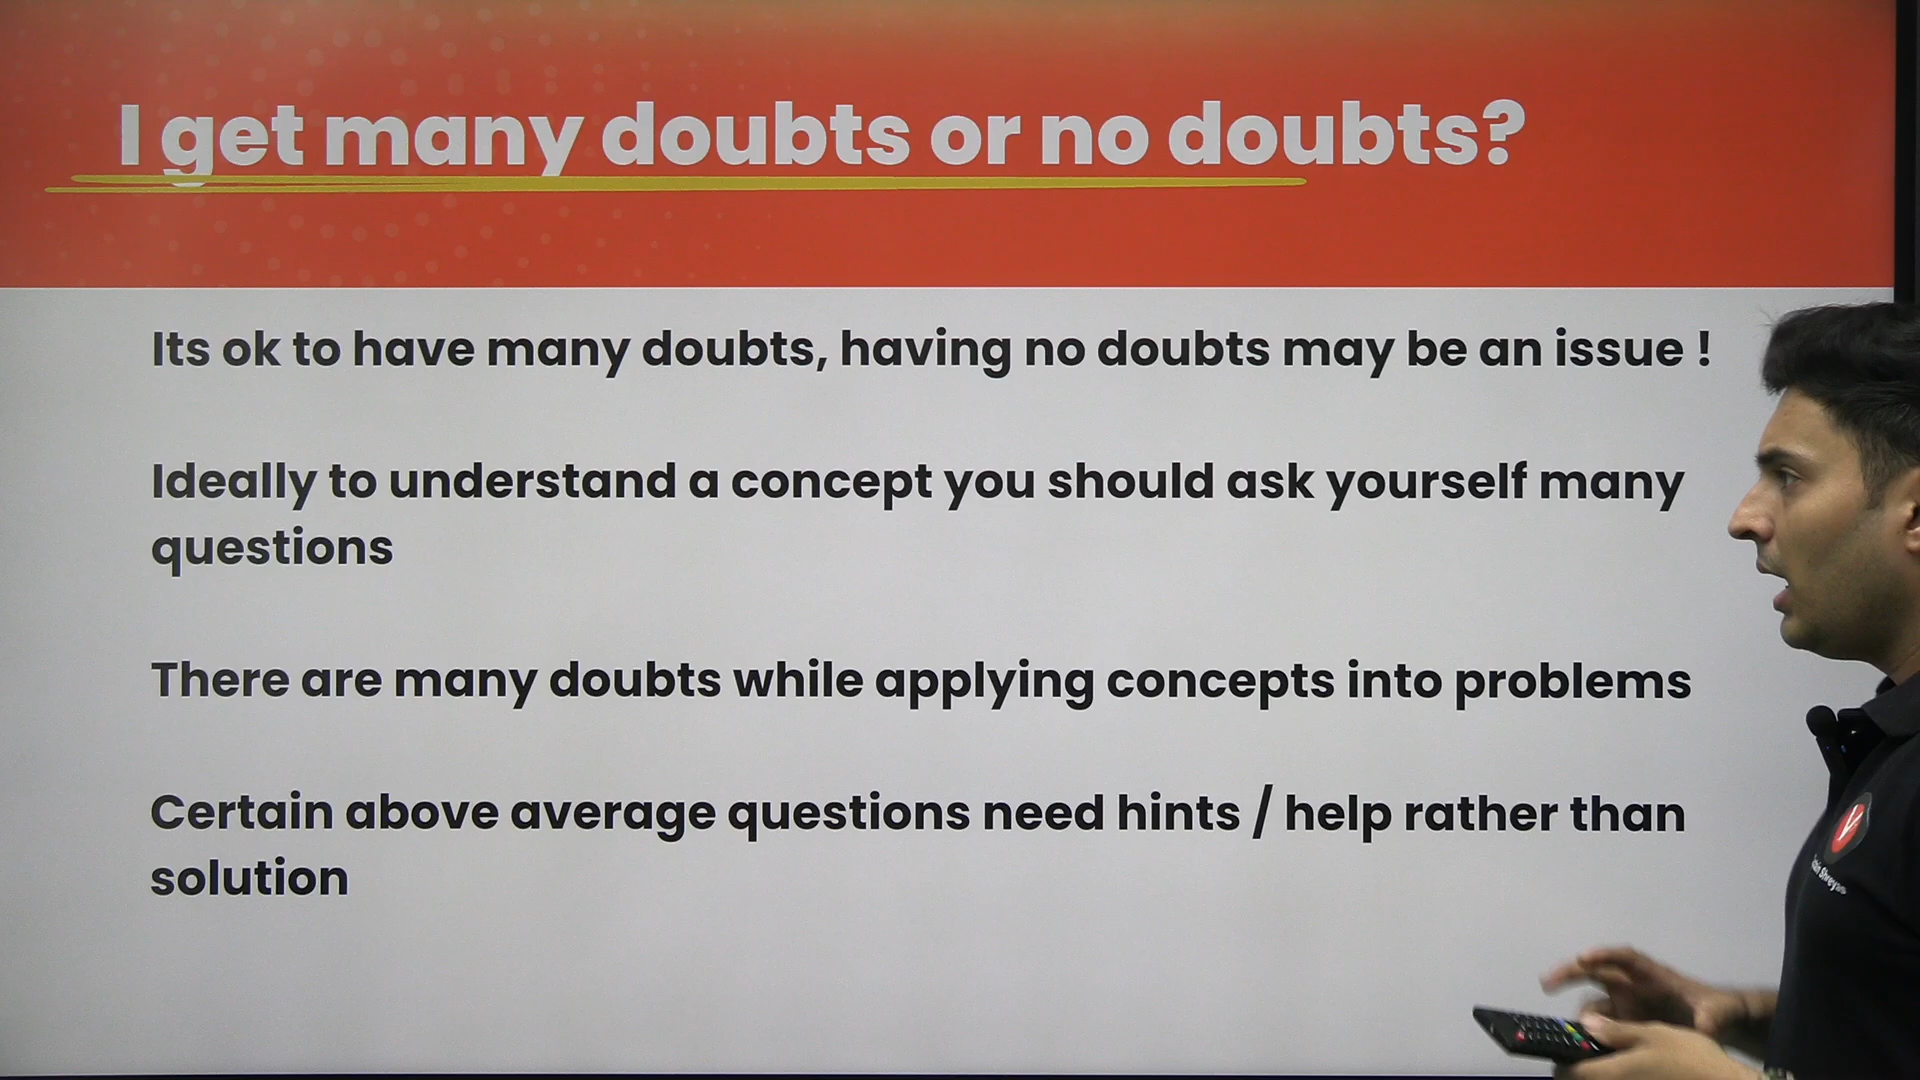 I get many doubts or no doubts?
Its ok to have many doubts, having no doubts may be an issue !
Ideally to understand a concept you should ask yourself many
questions
There are many doubts while applying concepts into problems
Certain above average questions need hints / help rather than
solution